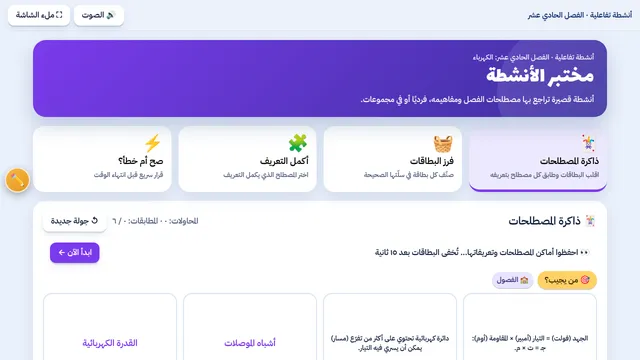 أنشطة تفاعلية - الفصل الحادي عشر
الصوت
ملء الشاشة
أنشطة تفاعلية - الفصل الحادي عشر: الكهرباء
مختبر الأنشطة
أنشطة قصيرة تراجع بها مصطلحات الفصل ومفاهيمه، فرديًا أو في مجموعات.
ذاكرة المصطلحات
اقلب البطاقات وطابق كل مصطلح بتعريفه
فرز البطاقات
صنّف كل بطاقة في سلّتها الصحيحة
أكمل التعريف
اختر المصطلح الذي يكمل التعريف
صح أم خطأ؟
قرار سريع قبل انتهاء الوقت
ذاكرة المصطلحات
المحاولات: ٠ · المطابقات: ٠ / ٦
جولة جديدة
احفظوا أماكن المصطلحات وتعريفاتها... تُخفى البطاقات بعد ١٥ ثانية
ابدأ الآن ←
من يجيب؟
الفصول
الجهد (فولت) = التيار (أمبير) × المقاومة (أوم):
جـ = ت × م.
دائرة كهربائية تحتوي على أكثر من تفرّع (مسار)
يمكن أن يسري فيه التيار.
أشباه الموصلات
القدرة الكهربائية